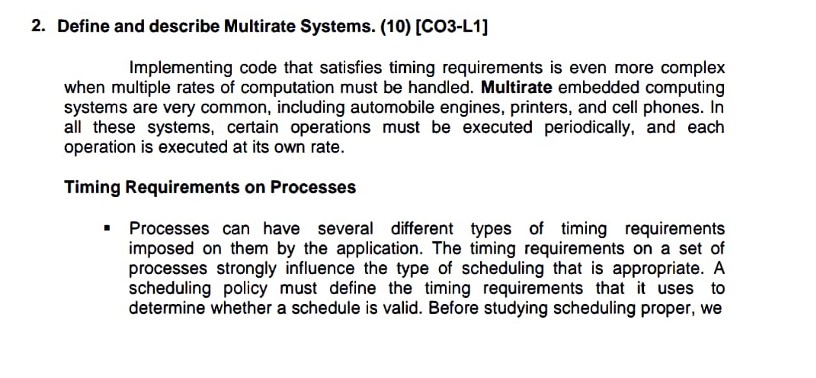 2. Define and describe Multirate Systems. (10) [CO3-L1]
Implementing code that satisfies timing requirements is even more complex
when multiple rates of computation must be handled. Multirate embedded computing
systems are very common, including automobile engines, printers, and cell phones. In
all these systems, certain operations must be executed periodically, and each
operation is executed at its own rate.
Timing Requirements on Processes
▪ Processes can have several different types of timing requirements
imposed on them by the application. The timing requirements on a set of
processes strongly influence the type of scheduling that is appropriate. A
scheduling policy must define the timing requirements that it uses to
determine whether a schedule is valid. Before studying scheduling proper, we